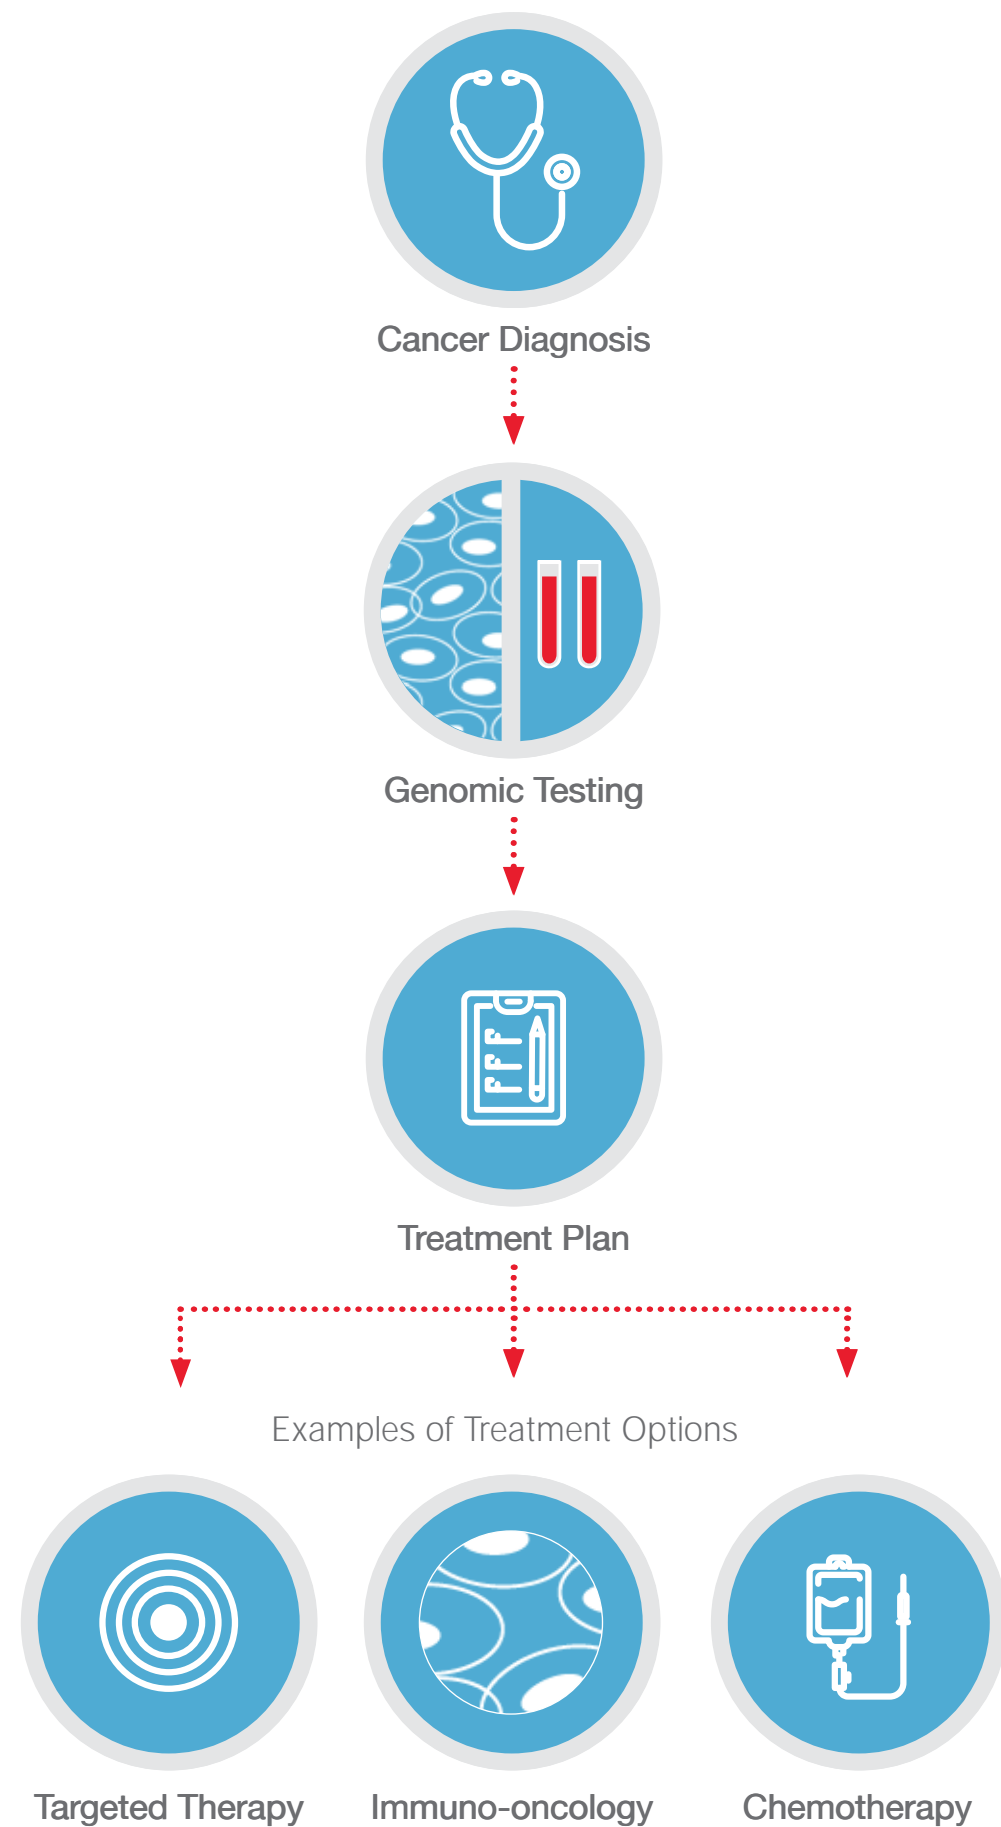 Cancer Diagnosis
Genomic Testing
Treatment Plan
Examples of Treatment Options
Targeted Therapy
Immuno-oncology
Chemotherapy